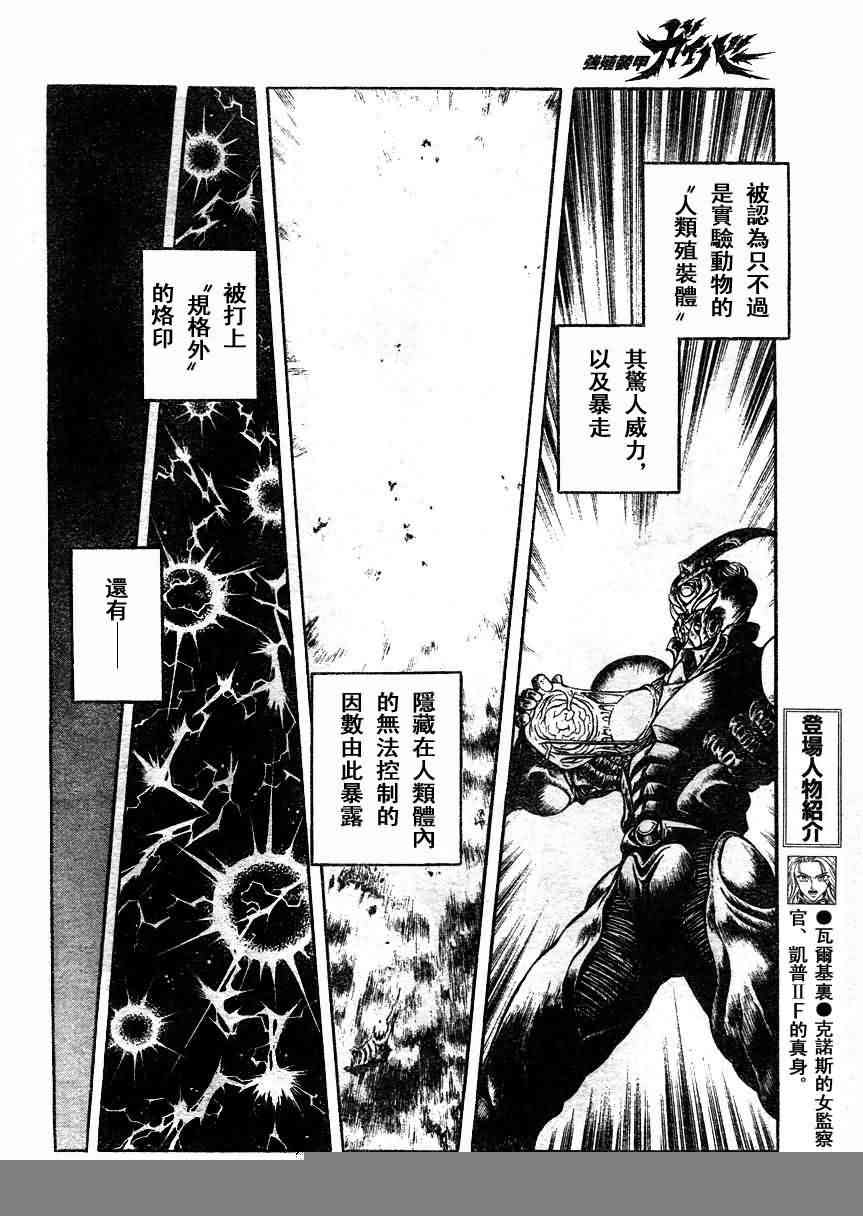 強殖裝甲
ガイバー
被認為只不過
是實驗動物的
〝人類殖裝體〞
其驚人威力，
以及暴走
隱藏在人類體內
的無法控制的
因數由此暴露
被打上
〝規格外〞
的烙印
還有——
登場人物紹介
●瓦爾基裏●克諾斯的女監察
官、凱普ⅡF的真身。